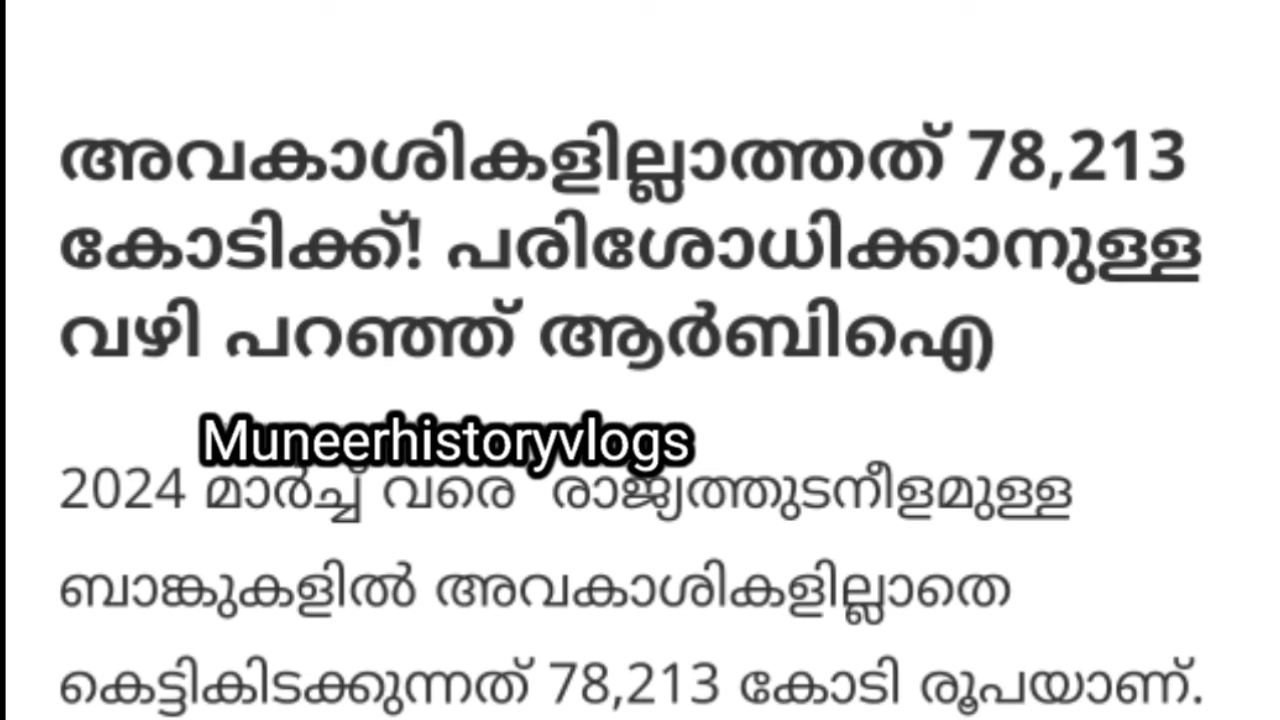 അവകാശികളില്ലാത്തത് 78,213
കോടിക്ക്! പരിശോധിക്കാനുള്ള
വഴി പറഞ്ഞ് ആർബിഐ
Muneerhistoryvlogs
2024 മാർച്ച് വരെ രാജ്യത്തുടനീളമുള്ള
ബാങ്കുകളിൽ അവകാശികളില്ലാതെ
കെട്ടികിടക്കുന്നത് 78,213 കോടി രൂപയാണ്.